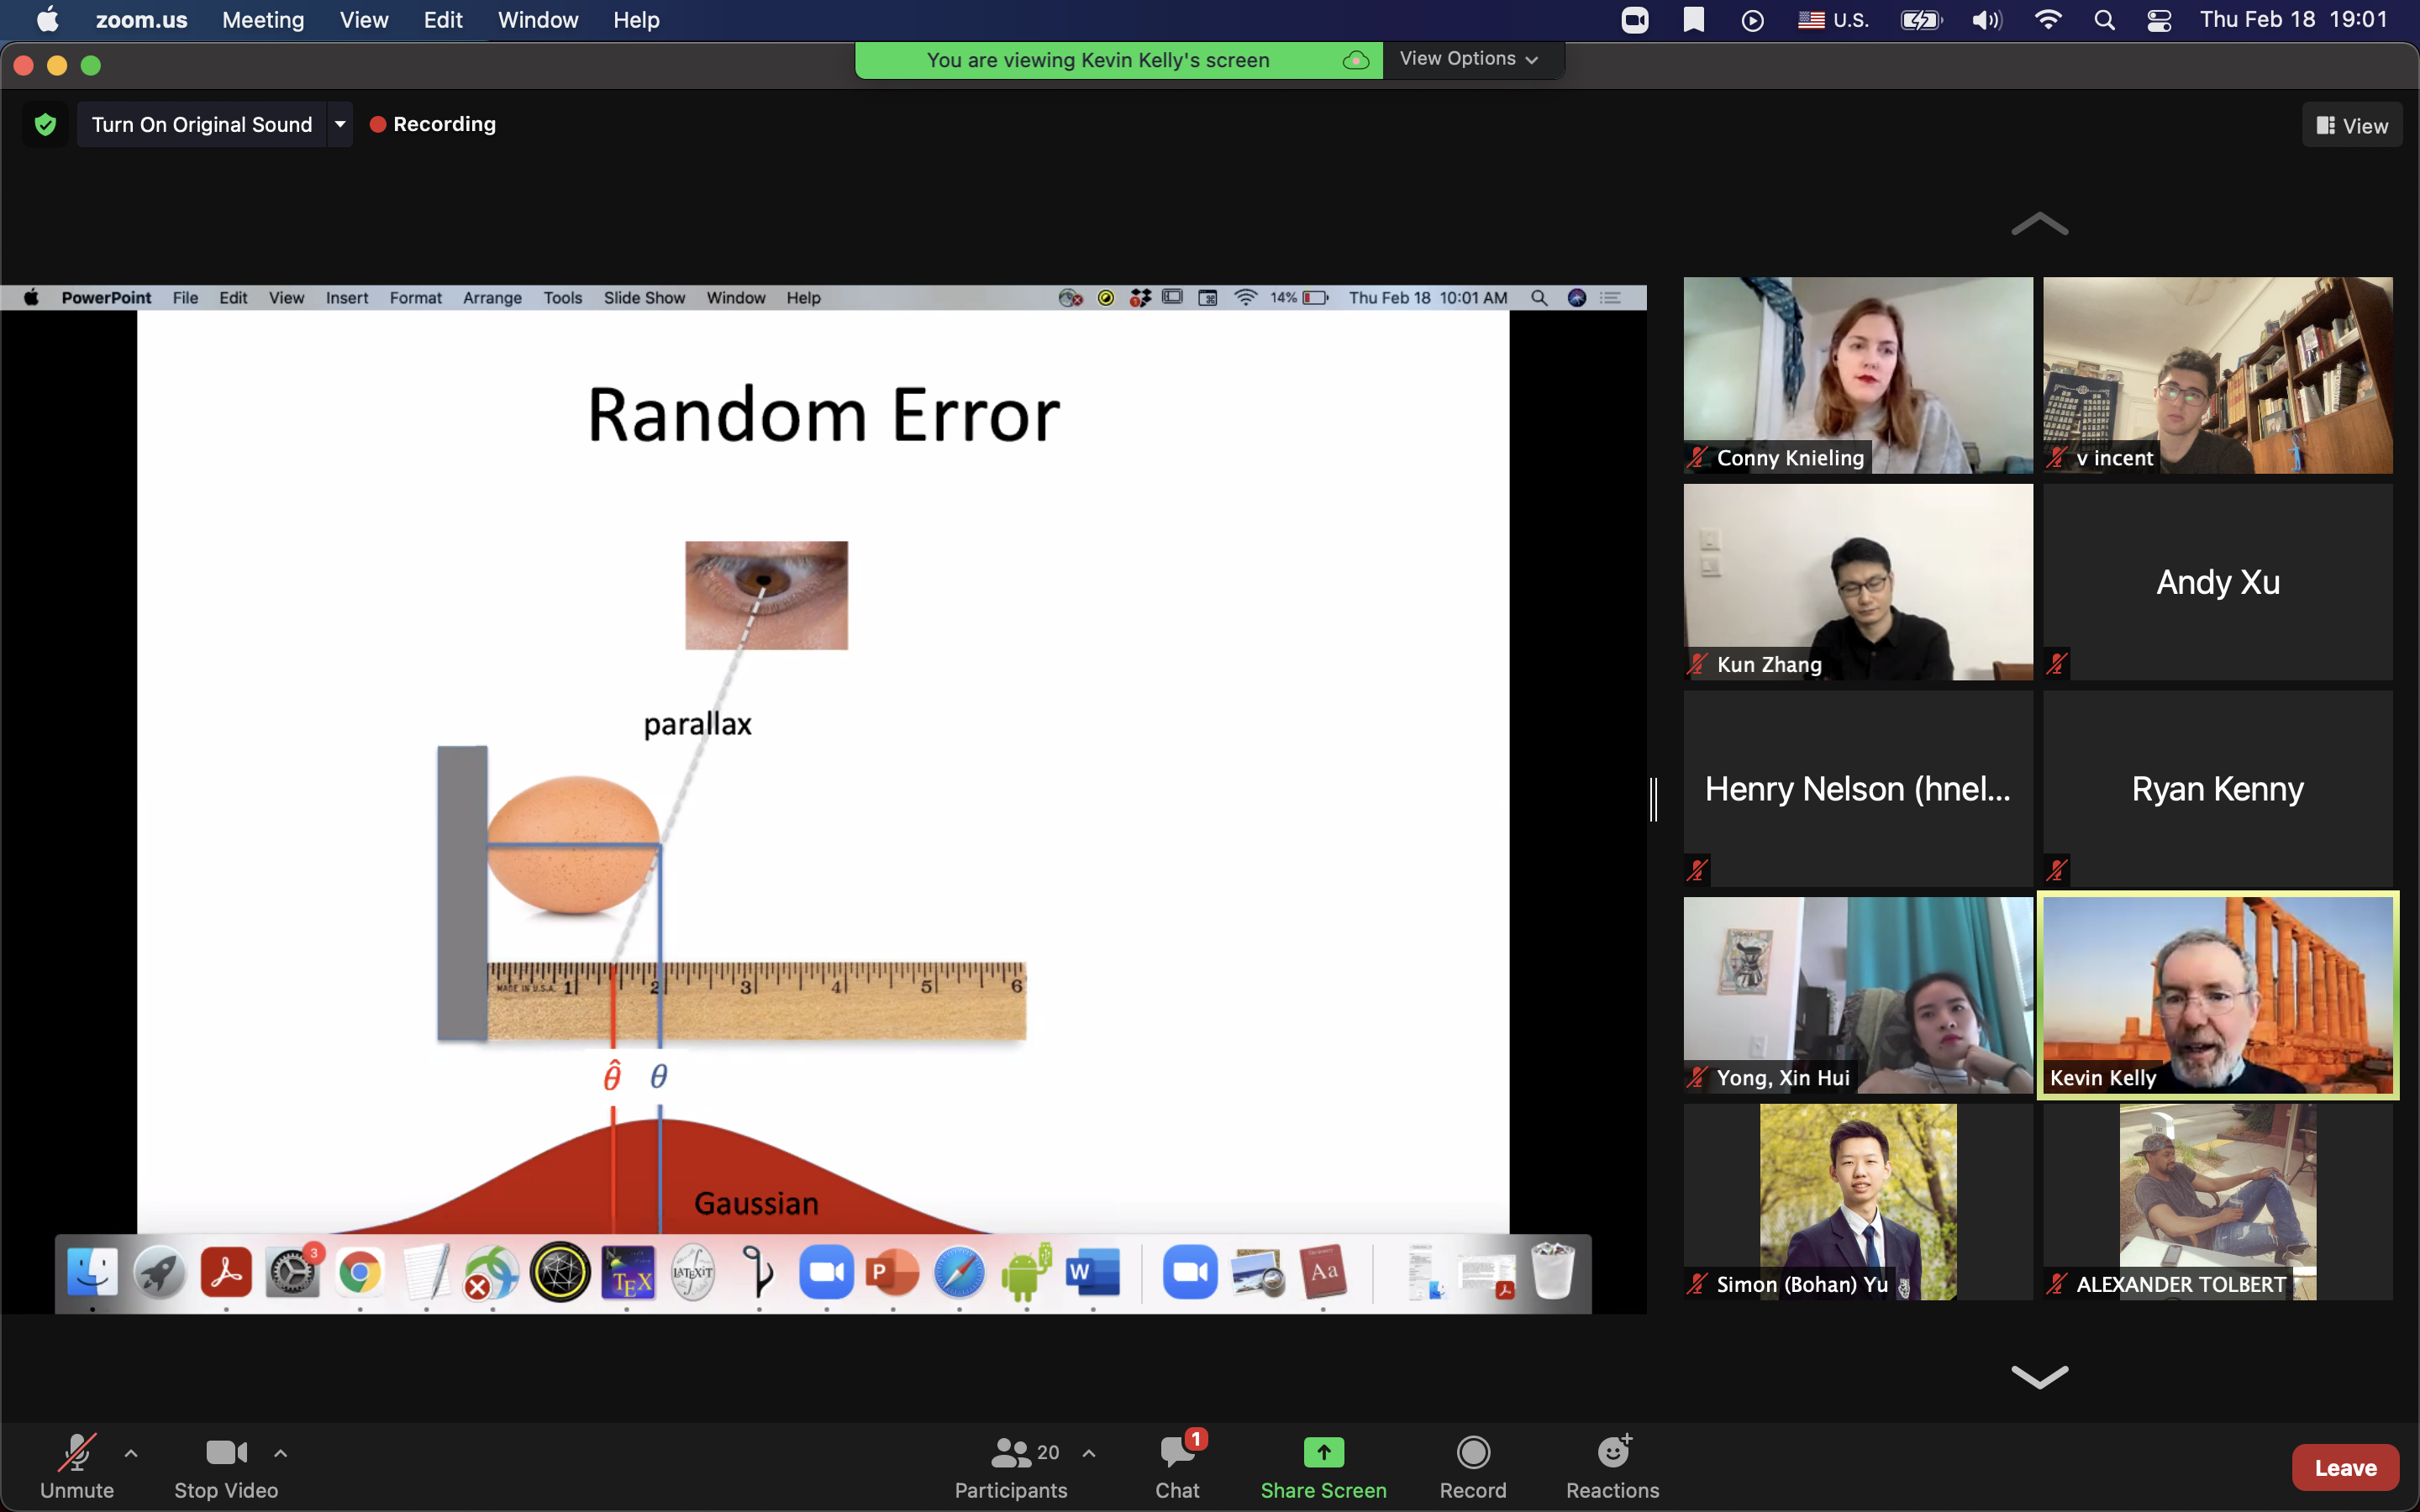 zoom.us Meeting View Edit Window Help U.S. Thu Feb 18 19:01
You are viewing Kevin Kelly's screen View Options
Turn On Original Sound Recording View
PowerPoint File Edit View Insert Format Arrange Tools Slide Show Window Help 14% Thu Feb 18 10:01 AM
Random Error
parallax
MADE IN U.S.A. 1 2 3 4 5 6
θ̂ θ
Gaussian
3
TEX
LATEXiT
P
W
Aa
Conny Knieling
v incent
Kun Zhang
Andy Xu
Henry Nelson (hnel...
Ryan Kenny
Yong, Xin Hui
Kevin Kelly
Simon (Bohan) Yu
ALEXANDER TOLBERT
Unmute
Stop Video
20
Participants
1
Chat
Share Screen
Record
Reactions
Leave